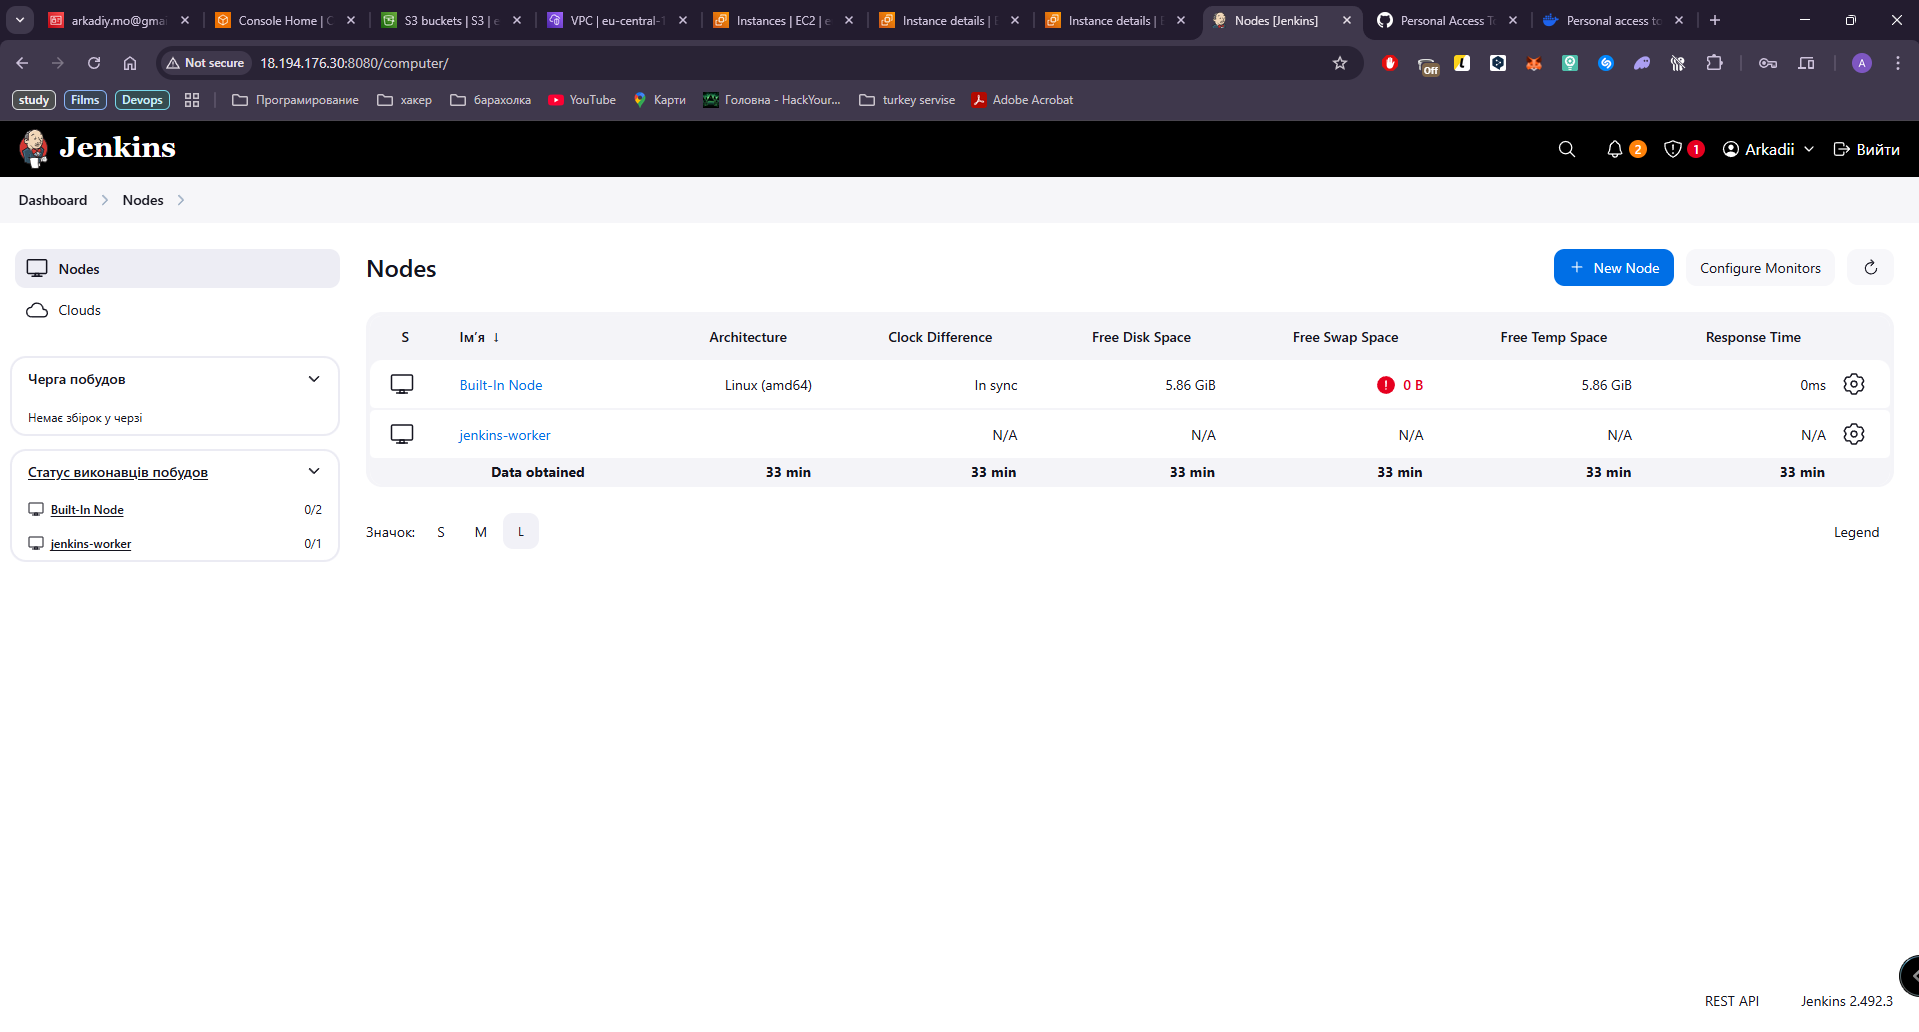 arkadiy.mo@gmai
Console Home | C
S3 buckets | S3 | e
VPC | eu-central-1
Instances | EC2 | e
Instance details | E
Instance details | E
Nodes [Jenkins]
Personal Access To
Personal access to
Not secure
18.194.176.30:8080/computer/
Off
A
study
Films
Devops
Програмирование
хакер
барахолка
YouTube
Карти
Головна - HackYour...
turkey servise
Adobe Acrobat
Jenkins
2
1
Arkadii
Вийти
Dashboard
Nodes
Nodes
Clouds
Черга побудов
Немає збірок у черзі
Статус виконавців побудов
Built-In Node 0/2
jenkins-worker 0/1
Nodes
+ New Node
Configure Monitors
S Ім'я ↓ Architecture Clock Difference Free Disk Space Free Swap Space Free Temp Space Response Time
Built-In Node Linux (amd64) In sync 5.86 GiB 0 B 5.86 GiB 0ms
jenkins-worker N/A N/A N/A N/A N/A
Data obtained 33 min 33 min 33 min 33 min 33 min 33 min
Значок: S M L
Legend
REST API
Jenkins 2.492.3